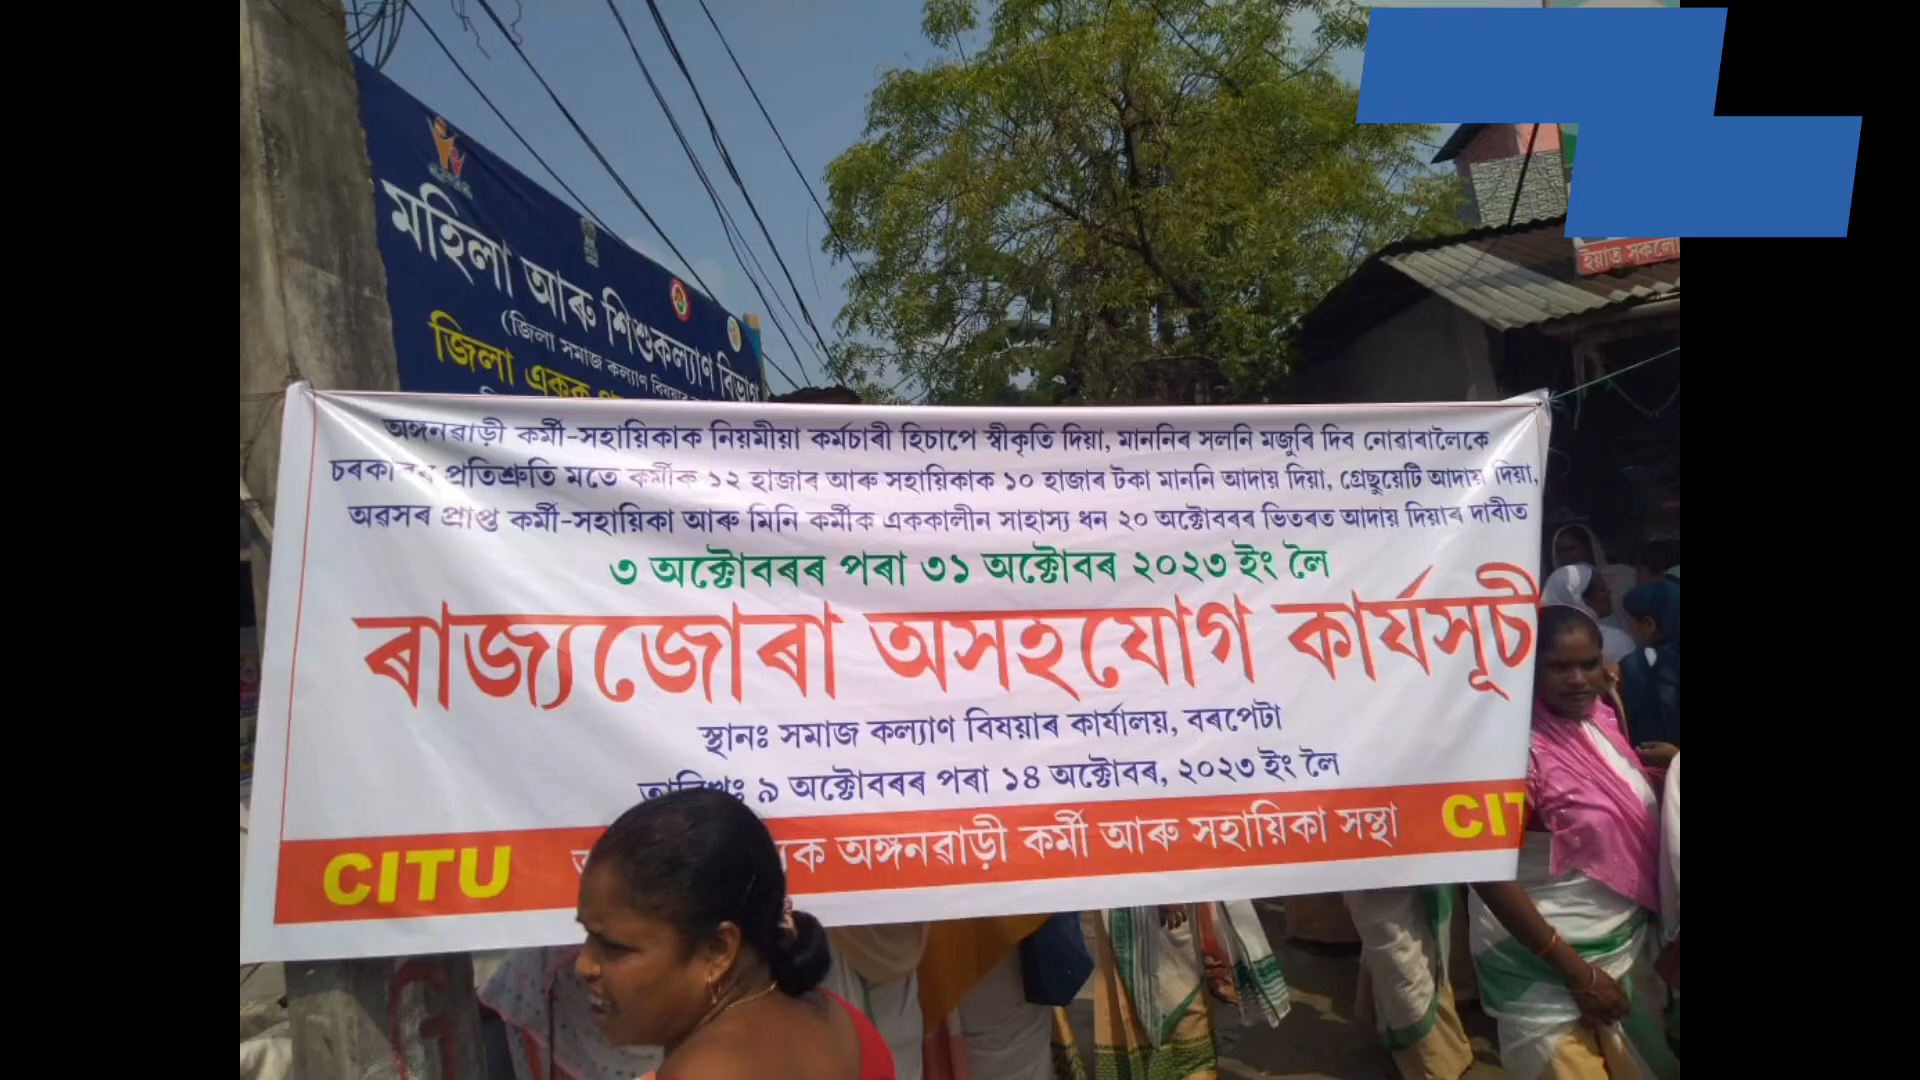 মহিলা আৰু শিশুকল্যাণ বিভাগ
(জিলা সমাজ কল্যাণ বিষয়াৰ
জিলা একক
ইয়াত সকলো
অঙ্গনৱাড়ী কৰ্মী-সহায়িকাক নিয়মীয়া কৰ্মচাৰী হিচাপে স্বীকৃতি দিয়া, মাননিৰ সলনি মজুৰি দিব নোৱাৰালৈকে
চৰকাৰৰ প্ৰতিশ্ৰুতি মতে কৰ্মীক ১২ হাজাৰ আৰু সহায়িকাক ১০ হাজাৰ টকা মাননি আদায় দিয়া, গ্ৰেছুয়েটি আদায় দিয়া,
অৱসৰ প্ৰাপ্ত কৰ্মী-সহায়িকা আৰু মিনি কৰ্মীক এককালীন সাহাস্য ধন ২০ অক্টোবৰৰ ভিতৰত আদায় দিয়াৰ দাবীত
৩ অক্টোবৰৰ পৰা ৩১ অক্টোবৰ ২০২৩ ইং লৈ
ৰাজ্যজোৰা অসহযোগ কাৰ্যসূচী
স্থানঃ সমাজ কল্যাণ বিষয়াৰ কাৰ্যালয়, বৰপেটা
তাৰিখঃ ৯ অক্টোবৰৰ পৰা ১৪ অক্টোবৰ, ২০২৩ ইং লৈ
CITU অঙ্গনৱাড়ী কৰ্মী আৰু সহায়িকা সন্থা CIT